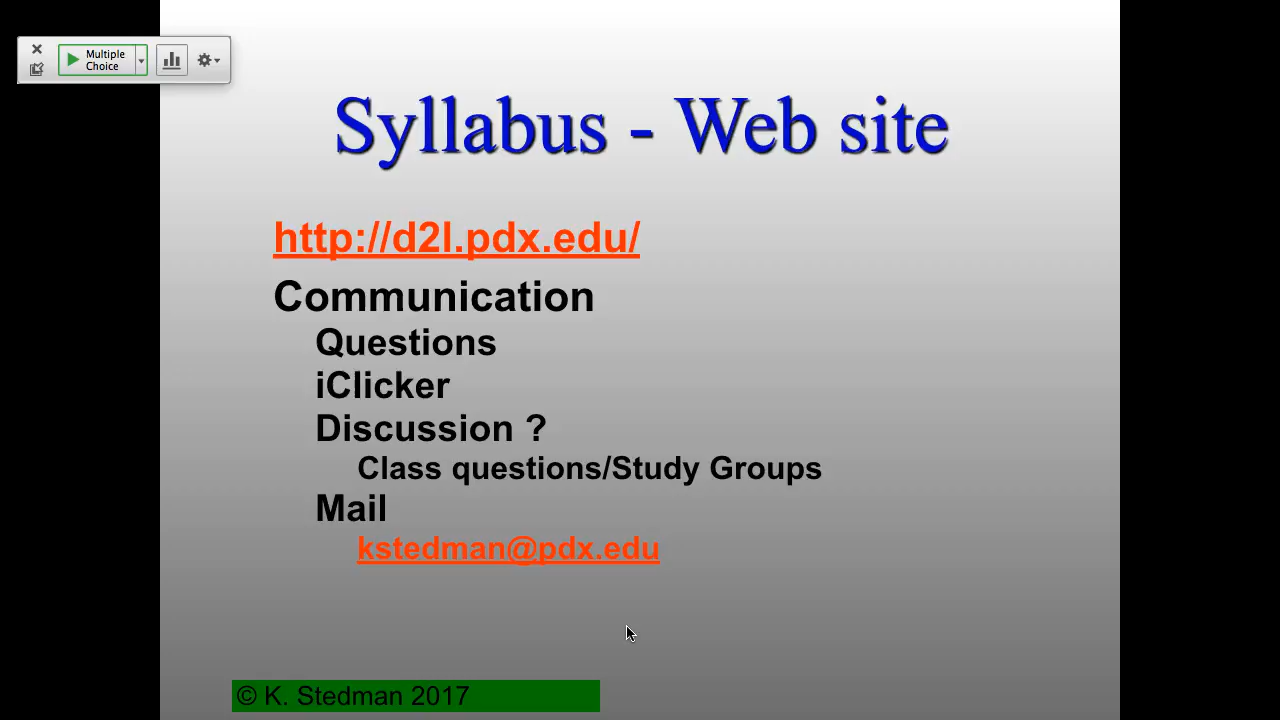 Multiple
Choice
Syllabus - Web site
http://d2l.pdx.edu/
Communication
Questions
iClicker
Discussion ?
Class questions/Study Groups
Mail
kstedman@pdx.edu
© K. Stedman 2017